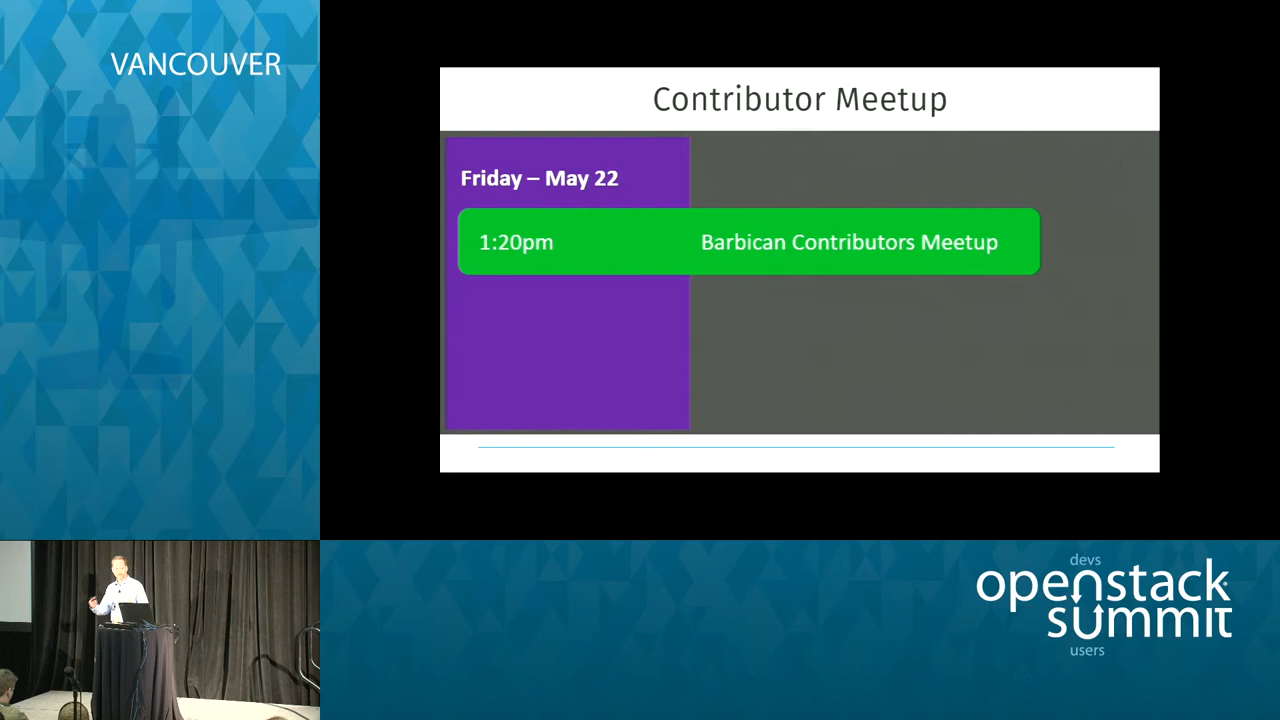 VANCOUVER
Contributor Meetup
Friday – May 22
1:20pm Barbican Contributors Meetup
devs
openstack
summit
users